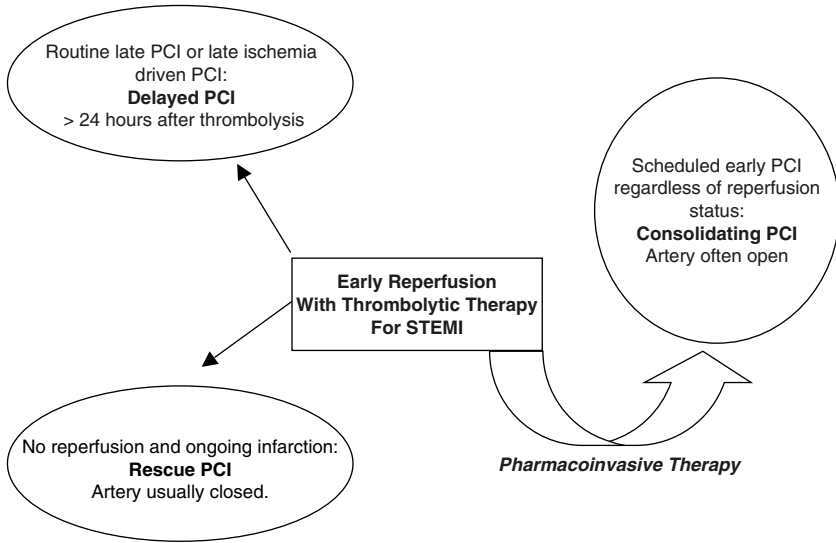 Routine late PCI or late ischemia
driven PCI:
Delayed PCI
> 24 hours after thrombolysis
Scheduled early PCI
regardless of reperfusion
status:
Consolidating PCI
Artery often open
Early Reperfusion
With Thrombolytic Therapy
For STEMI
No reperfusion and ongoing infarction:
Rescue PCI
Artery usually closed.
Pharmacoinvasive Therapy